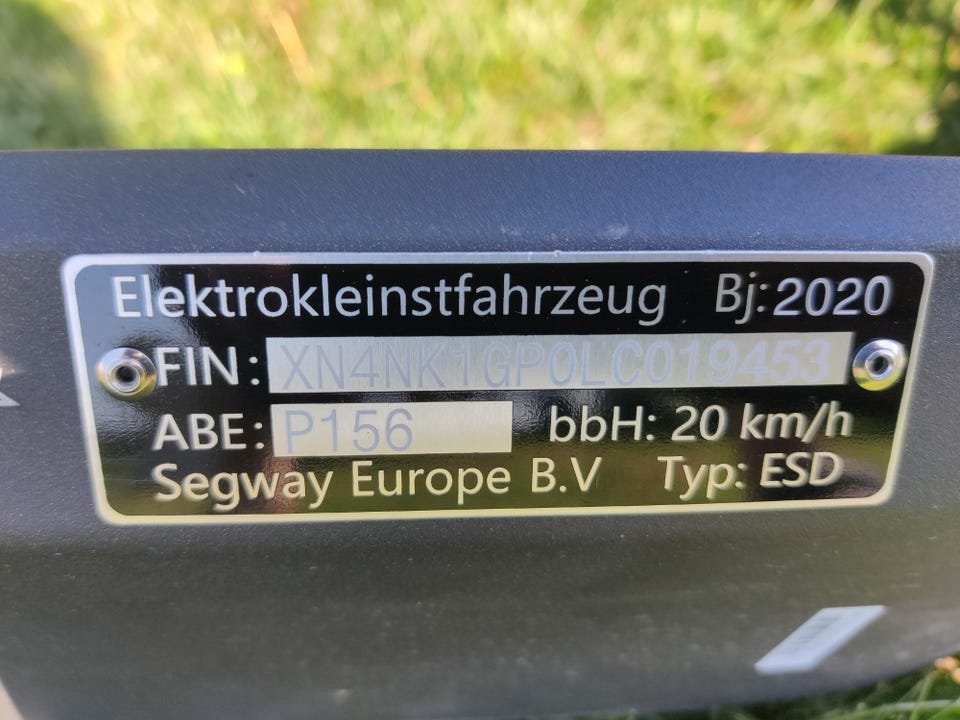 Elektrokleinstfahrzeug Bj: 2020
FIN: XN4NK1GP0LC019453
ABE: P156 bbH: 20 km/h
Segway Europe B.V Typ: ESD